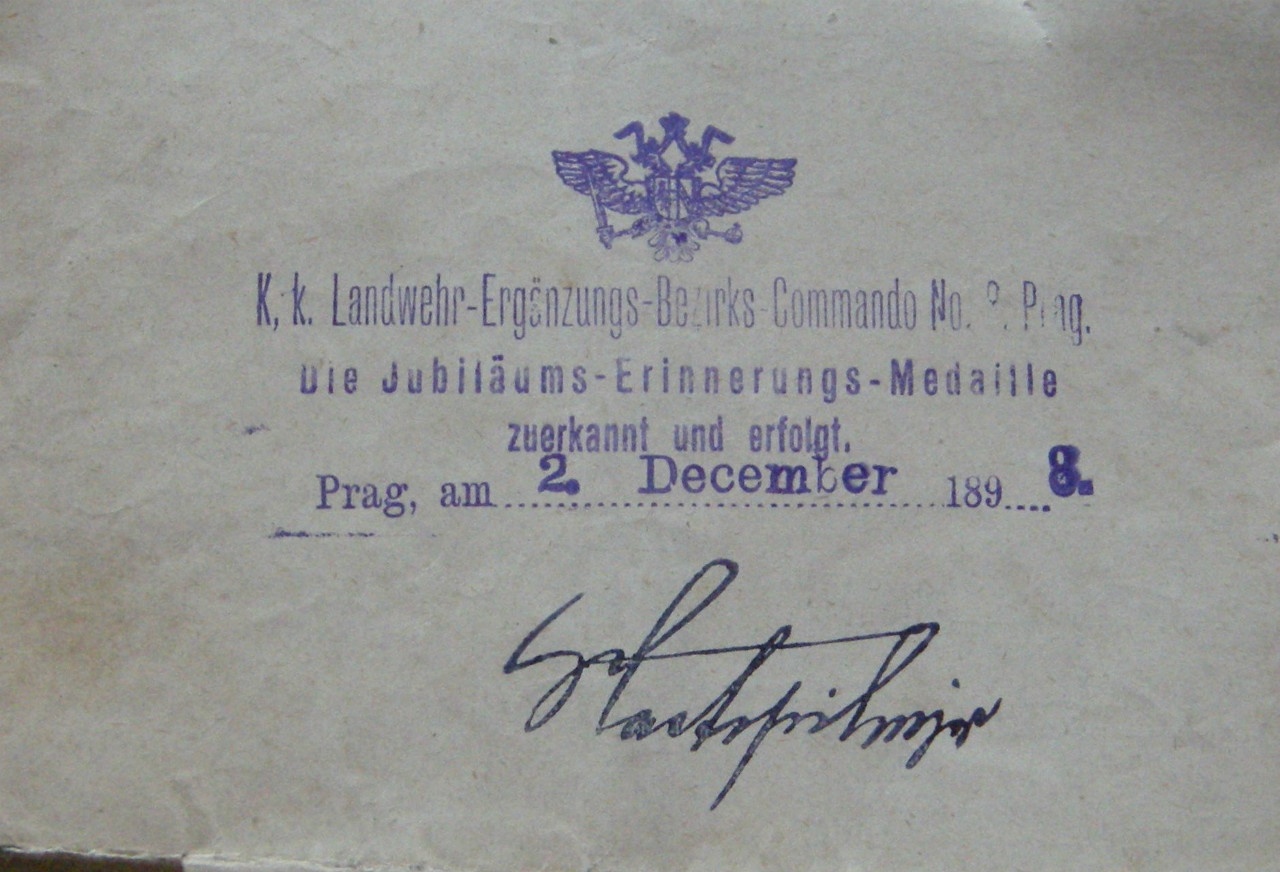 K. k. Landwehr-Ergänzungs-Bezirks-Commando No. Prag.
Die Jubiläums-Erinnerungs-Medaille
zuerkannt und erfolgt.
Prag, am 2. December 1898.